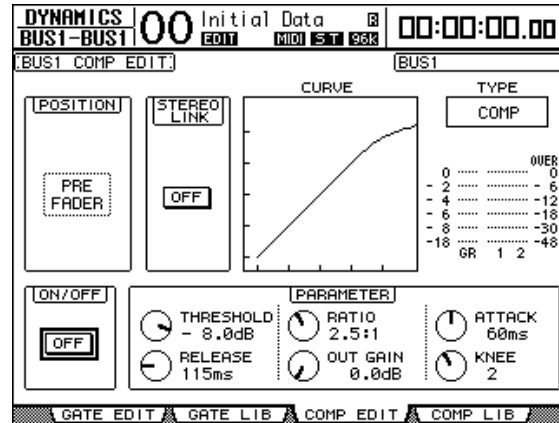 DYNAMICS
BUS1-BUS1
00 Initial Data R
EDIT MIDI S.T 96k
00:00:00.00
BUS1 COMP EDIT
BUS1
POSITION
PRE
FADER
STEREO
LINK
OFF
CURVE
TYPE
COMP
OVER
0 0
- 2 - 6
- 4 -12
- 6 -18
- 8 -30
-18 -48
GR 1 2
ON/OFF
OFF
PARAMETER
THRESHOLD
- 8.0dB
RATIO
2.5:1
ATTACK
60ms
RELEASE
115ms
OUT GAIN
0.0dB
KNEE
2
GATE EDIT GATE LIB COMP EDIT COMP LIB